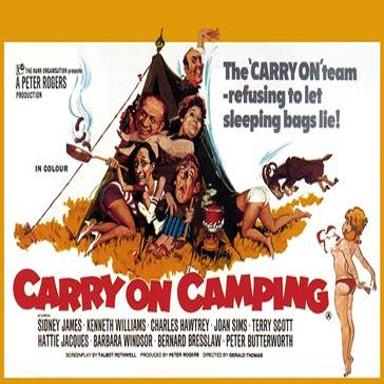 THE RANK ORGANISATION presents
A PETER ROGERS
PRODUCTION
The 'CARRY ON' team
-refusing to let
sleeping bags lie!
IN COLOUR
CARRY ON CAMPING
A
SIDNEY JAMES · KENNETH WILLIAMS · CHARLES HAWTREY · JOAN SIMS · TERRY SCOTT
HATTIE JACQUES · BARBARA WINDSOR · BERNARD BRESSLAW · PETER BUTTERWORTH
SCREENPLAY BY TALBOT ROTHWELL PRODUCED BY PETER ROGERS DIRECTED BY GERALD THOMAS